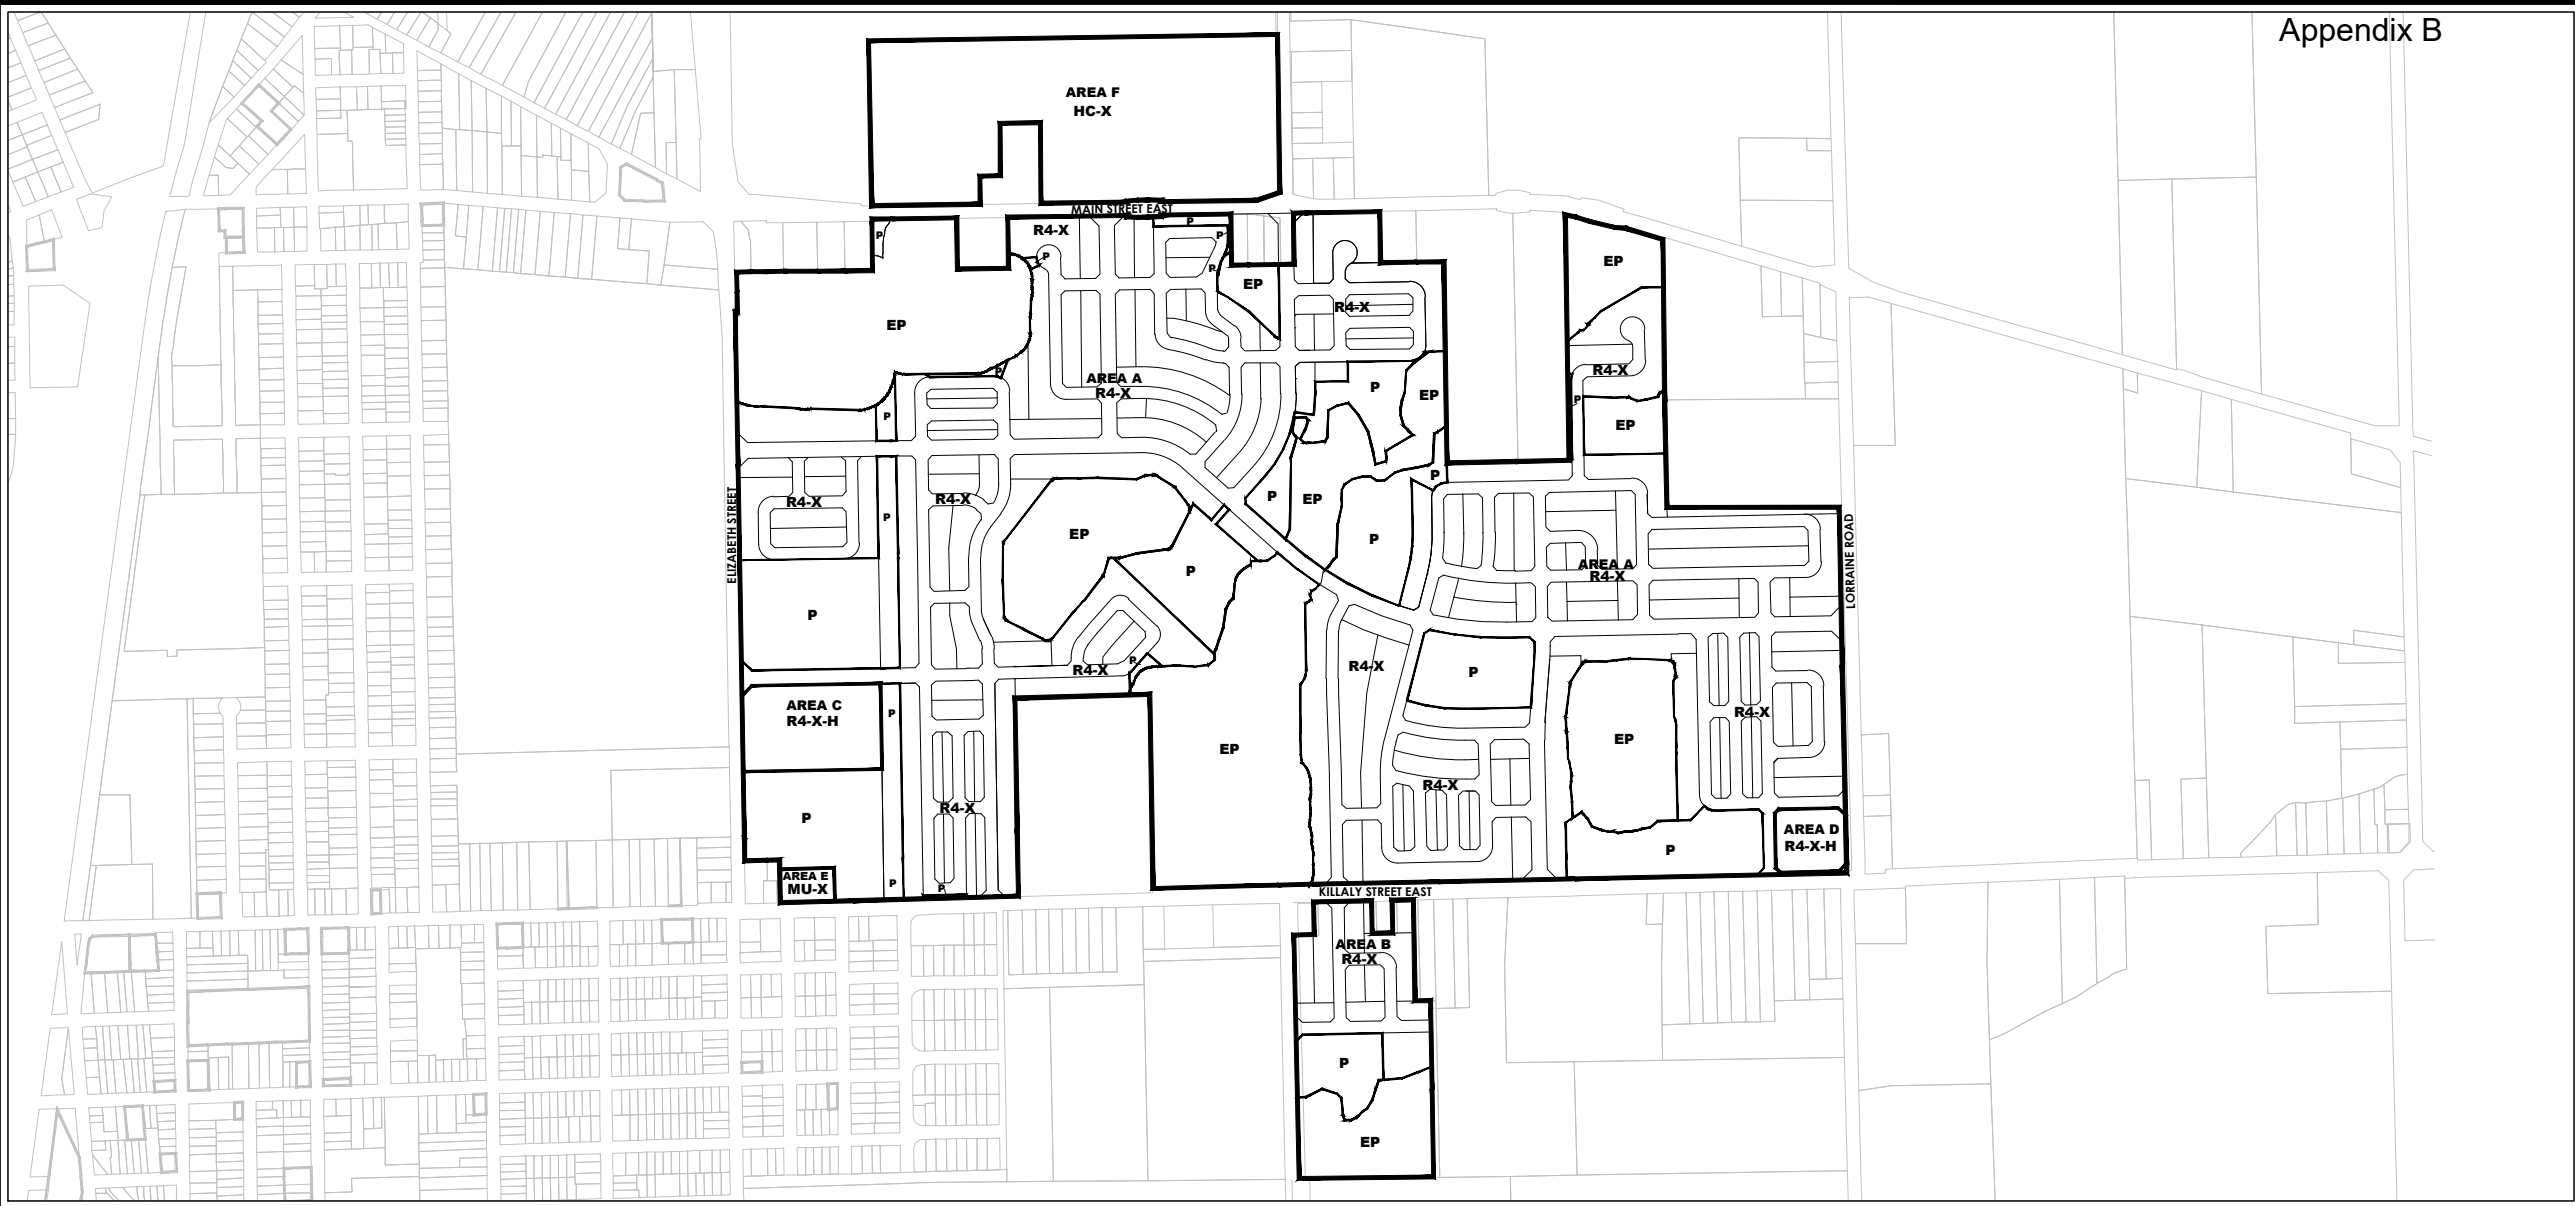 Appendix B
AREA F
HC-X
MAIN STREET EAST
P
P
R4-X
P
P
P
EP
EP
EP
R4-X
AREA A
R4-X
P
P
P
EP
R4-X
P
EP
R4-X
R4-X
P
EP
P
EP
P
P
P
EP
P
ELIZABETH STREET
LORRAINE ROAD
AREA A
R4-X
P
R4-X
P
R4-X
P
EP
R4-X
AREA C
R4-X-H
P
EP
R4-X
P
R4-X
P
P
P
AREA D
R4-X-H
AREA E
MU-X
P
KILLALY STREET EAST
AREA B
R4-X
P
EP